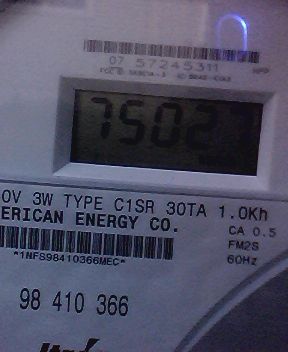 07 57245311
75027
0V 3W TYPE C1SR 30TA 1.0Kh
ERICAN ENERGY CO.
CA 0.5
FM2S
*1NFS98410366MEC*
60Hz
98 410 366